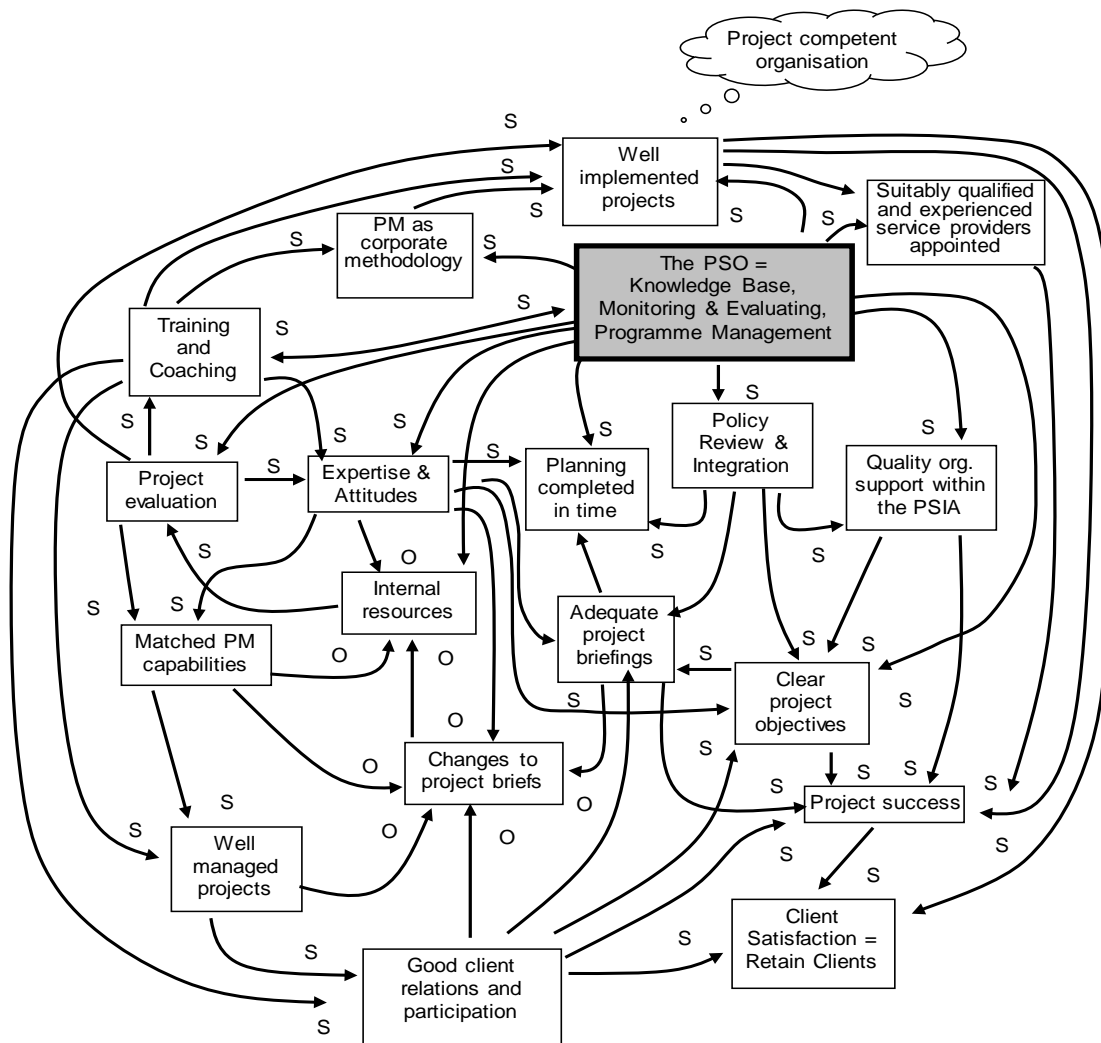 Project competent
organisation
S
S
Well
implemented
projects
S
S
Suitably qualified
and experienced
service providers
appointed
S
S
PM as
corporate
methodology
S
S
The PSO =
Knowledge Base,
Monitoring & Evaluating,
Programme Management
S
Training
and
Coaching
S
S
S
S
S
S
S
S
Policy
Review &
Integration
S
Project
evaluation
S
Expertise &
Attitudes
S
Planning
completed
in time
Quality org.
support within
the PSIA
S
O
S
S
Internal
resources
S
S
Matched PM
capabilities
O
O
Adequate
project
briefings
S
S
S
Clear
project
objectives
S
S
O
S
O
Changes to
project briefs
O
O
S
S
S
S
S
Project success
S
S
S
Well
managed
projects
O
O
S
S
S
S
Client
Satisfaction =
Retain Clients
S
Good client
relations and
participation
S